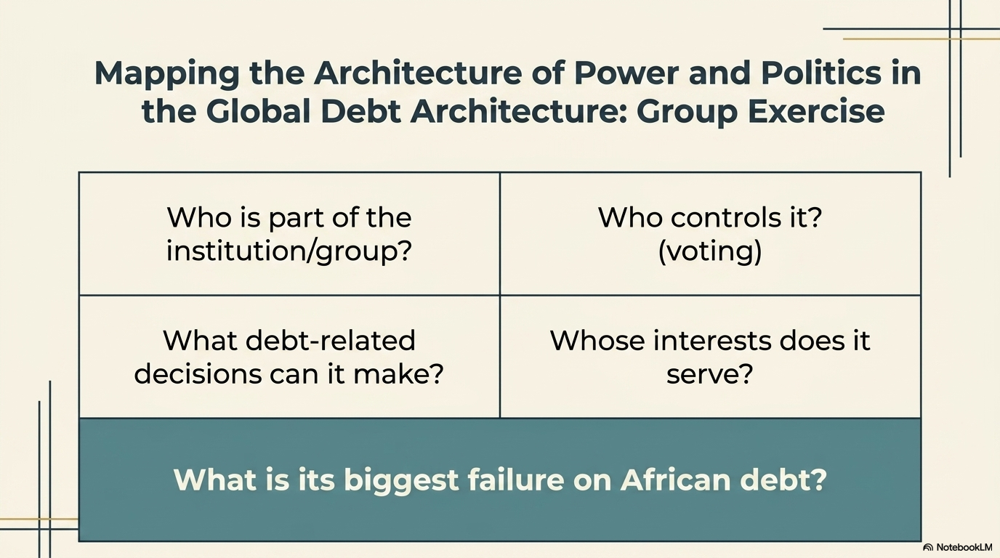 Mapping the Architecture of Power and Politics in
the Global Debt Architecture: Group Exercise
Who is part of the
institution/group?
Who controls it?
(voting)
What debt-related
decisions can it make?
Whose interests does it
serve?
What is its biggest failure on African debt?
NotebookLM